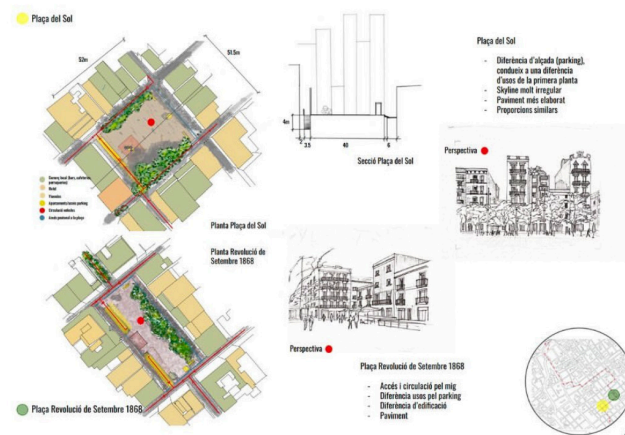 Plaça del Sol
52m
51.5m
Planta Plaça del Sol
4m
2
3.5
40
6
Secció Plaça del Sol
Plaça del Sol
- Diferència d'alçada (parking),
condueix a una diferència
d'usos de la primera planta
- Skyline molt irregular
- Paviment més elaborat
- Proporcions similars
Perspectiva
Planta Revolució de
Setembre 1868
Perspectiva
Plaça Revolució de Setembre 1868
Plaça Revolució de Setembre 1868
- Accés i circulació pel mig
- Diferència usos pel parking
- Diferència d'edificació
- Paviment